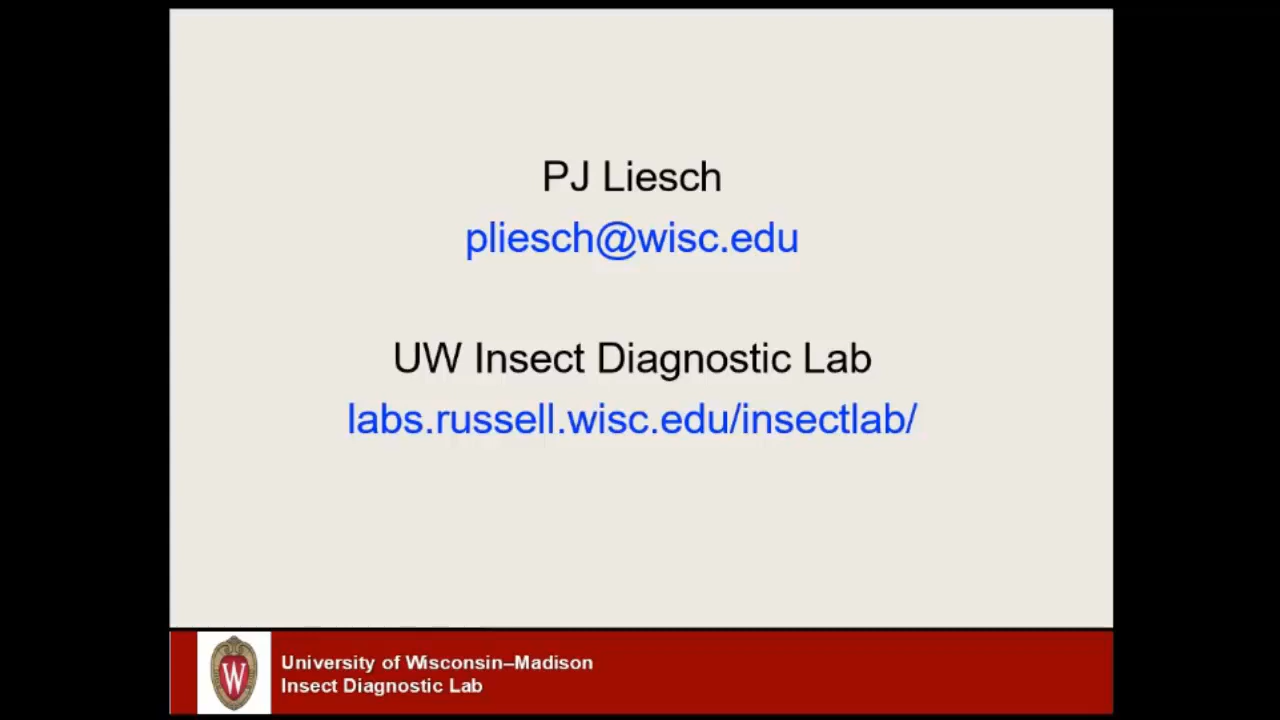 PJ Liesch
pliesch@wisc.edu
UW Insect Diagnostic Lab
labs.russell.wisc.edu/insectlab/
W
University of Wisconsin–Madison
Insect Diagnostic Lab